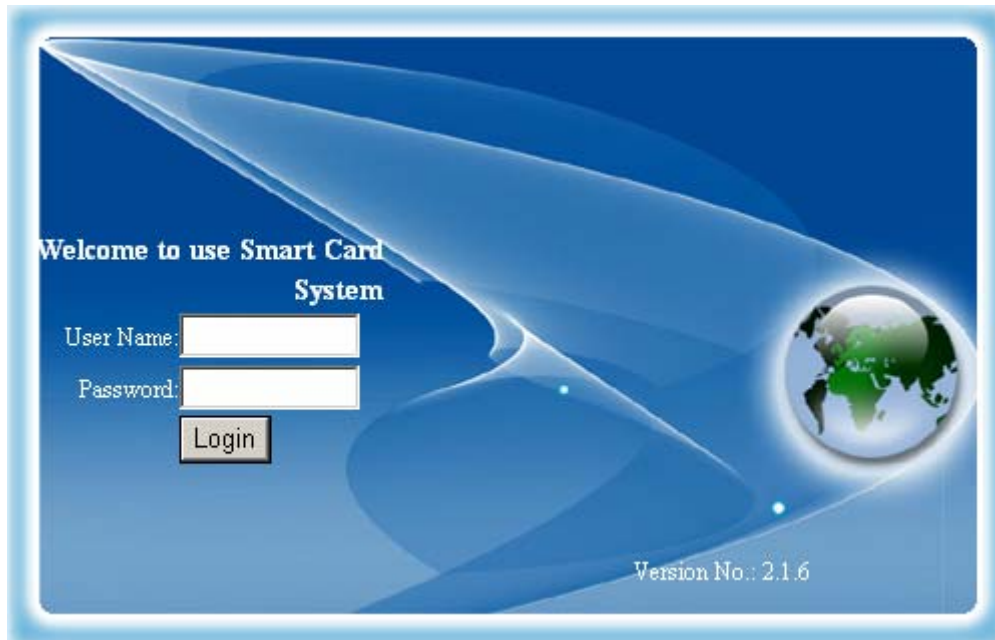 Welcome to use Smart Card
System
User Name:
Password:
Login
Version No.: 2.1.6